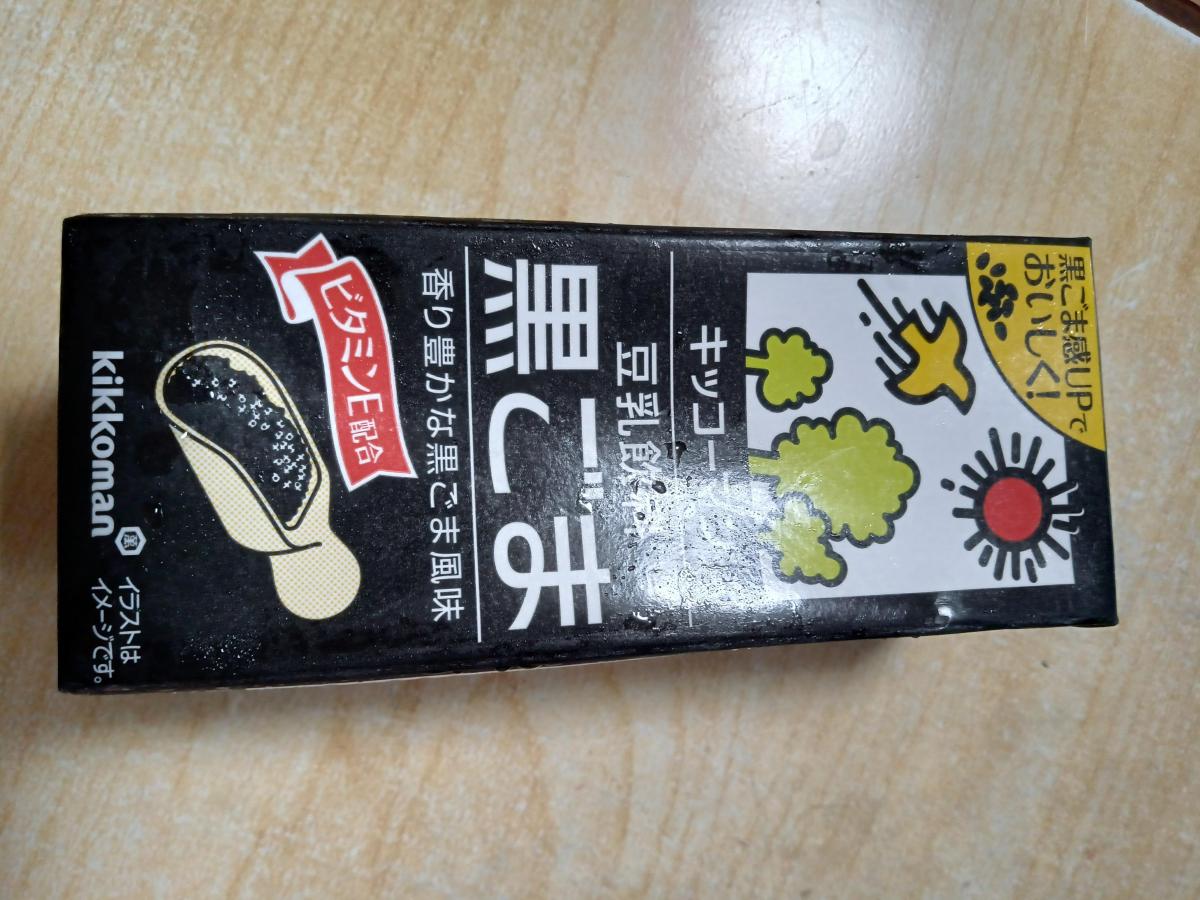 黒ごま感UPで
おいしく!
キッコーマン
豆乳飲料
黒ごま
香り豊かな黒ごま風味
ビタミンE配合
kikkoman
イラストは
イメージです。